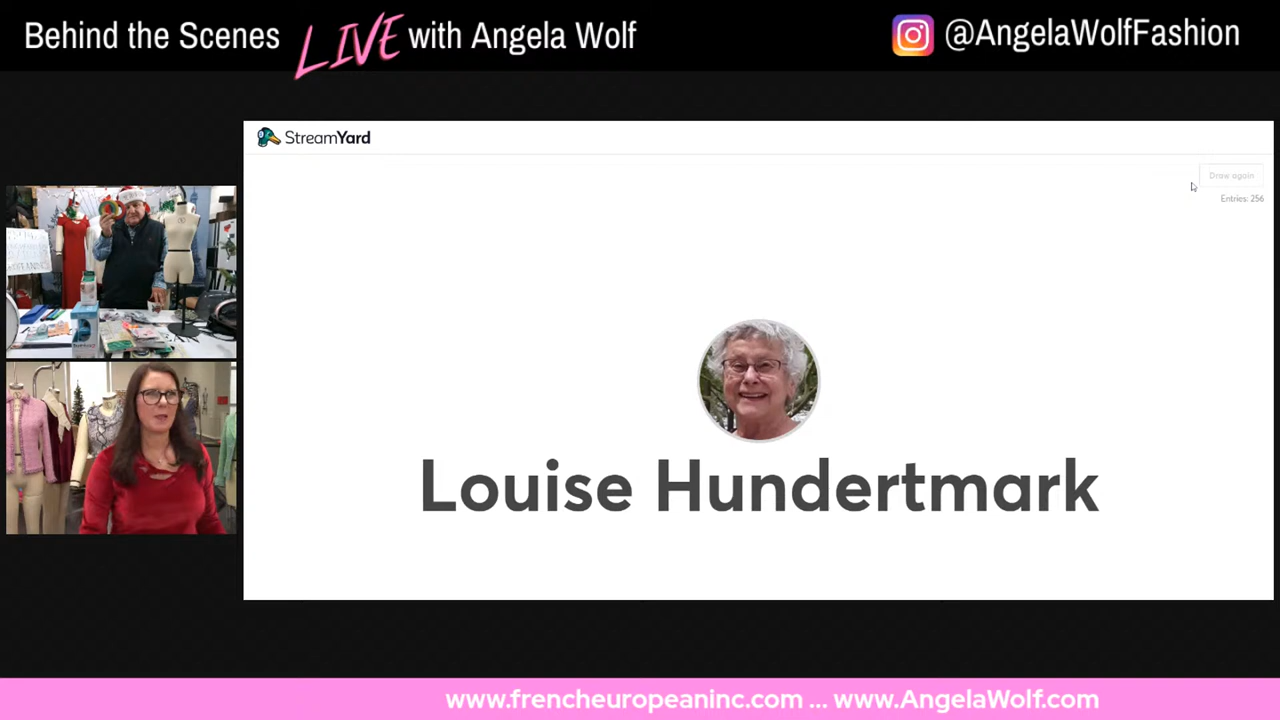 Behind the Scenes LIVE with Angela Wolf
@AngelaWolfFashion
StreamYard
Draw again
Entries: 256
Louise Hundertmark
www.frencheuropeaninc.com ... www.AngelaWolf.com